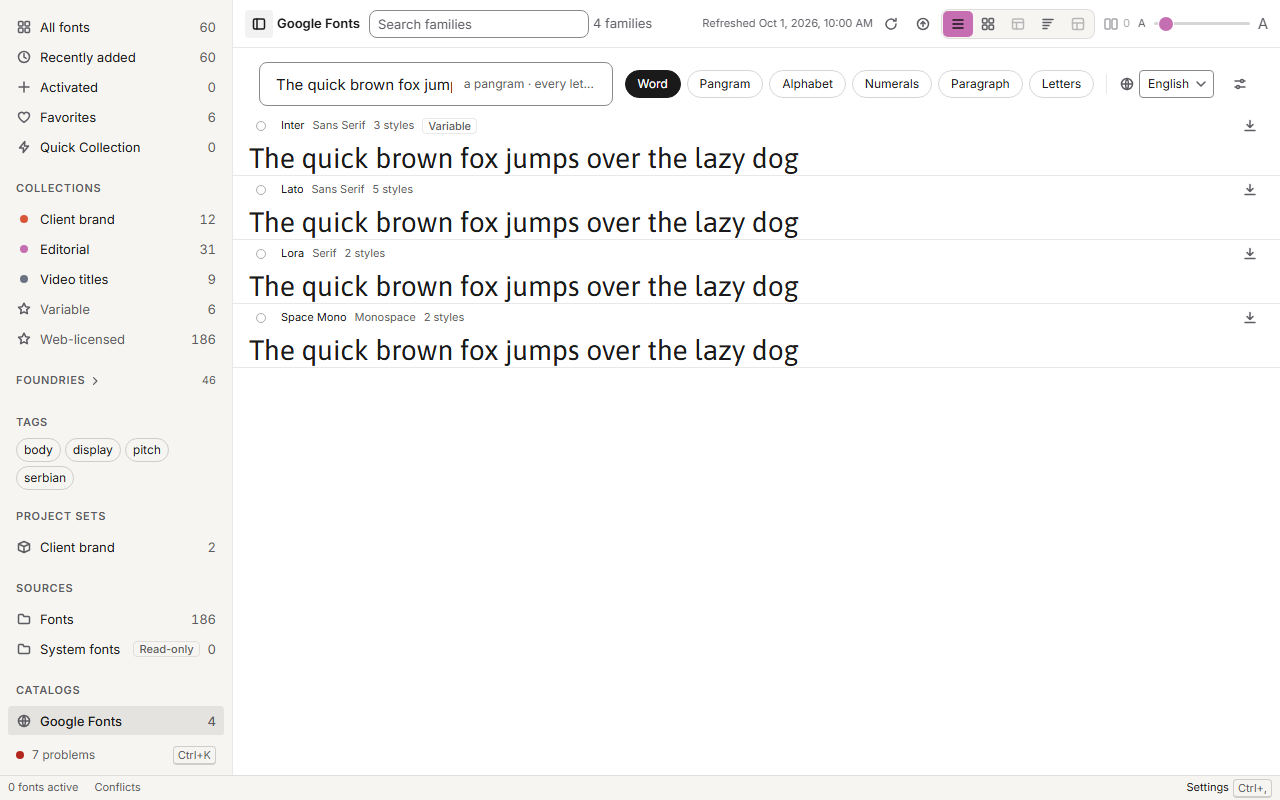 All fonts 60
Recently added 60
Activated 0
Favorites 6
Quick Collection 0
COLLECTIONS
Client brand 12
Editorial 31
Video titles 9
Variable 6
Web-licensed 186
FOUNDRIES 46
TAGS
body display pitch
serbian
PROJECT SETS
Client brand 2
SOURCES
Fonts 186
System fonts Read-only 0
CATALOGS
Google Fonts 4
7 problems Ctrl+K
Google Fonts Search families 4 families Refreshed Oct 1, 2026, 10:00 AM 0 A A
The quick brown fox jump a pangram · every let... Word Pangram Alphabet Numerals Paragraph Letters English
Inter Sans Serif 3 styles Variable
The quick brown fox jumps over the lazy dog
Lato Sans Serif 5 styles
The quick brown fox jumps over the lazy dog
Lora Serif 2 styles
The quick brown fox jumps over the lazy dog
Space Mono Monospace 2 styles
The quick brown fox jumps over the lazy dog
0 fonts active Conflicts Settings Ctrl+,